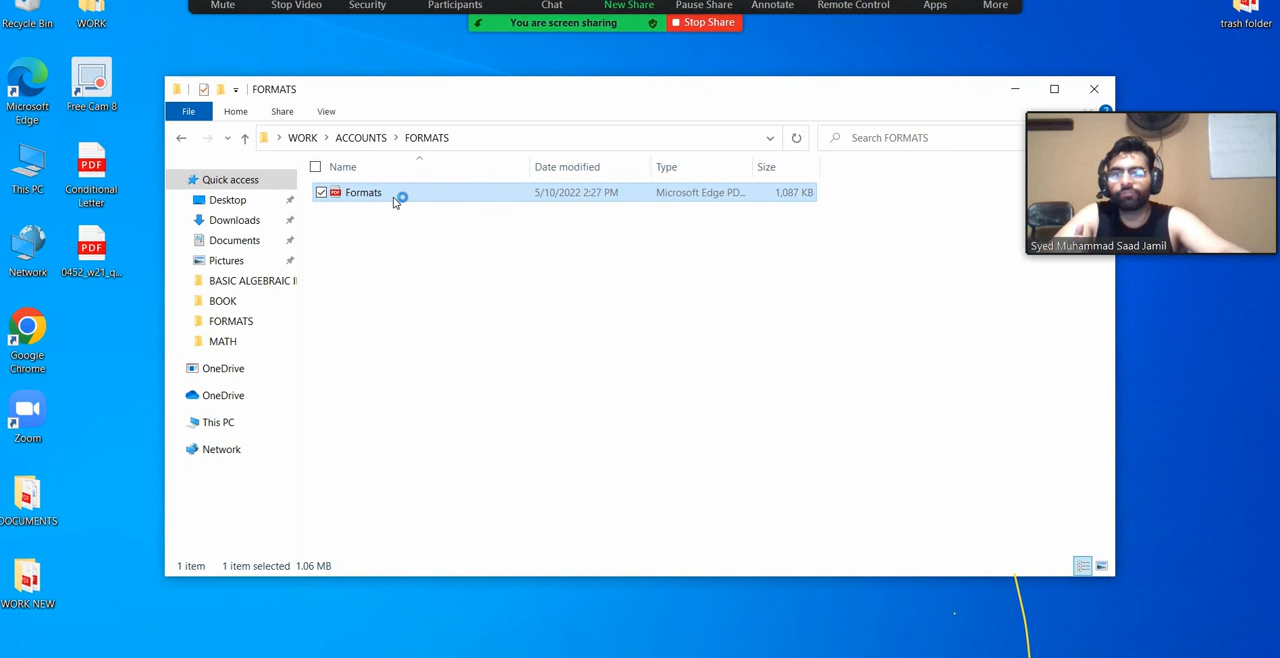 Mute Stop Video Security Participants Chat New Share Pause Share Annotate Remote Control Apps More
You are screen sharing Stop Share
Recycle Bin WORK trash folder
FORMATS
File Home Share View
WORK ACCOUNTS FORMATS Search FORMATS
Name Date modified Type Size
Formats 5/10/2022 2:27 PM Microsoft Edge PD... 1,087 KB
Quick access
Desktop
Downloads
Documents
Pictures
BASIC ALGEBRAIC
BOOK
FORMATS
MATH
OneDrive
OneDrive
This PC
Network
1 item 1 item selected 1.06 MB
Microsoft
Edge
Free Cam 8
This PC
Conditional
Letter
PDF
Network
0452_w21_q...
PDF
Google
Chrome
Zoom
DOCUMENTS
WORK NEW
Syed Muhammad Saad Jamil